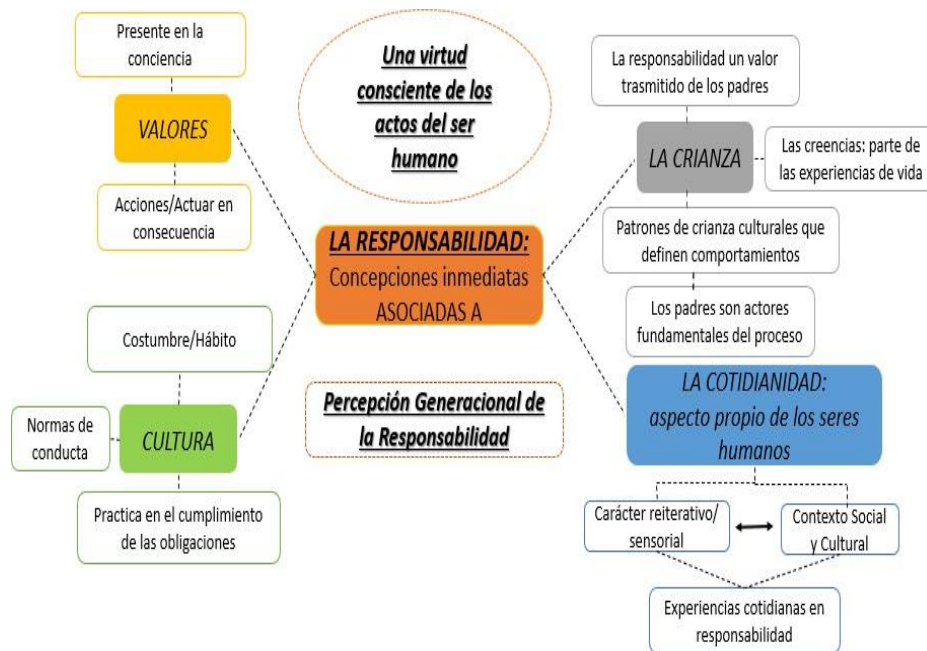 Presente en la
conciencia
VALORES
Acciones/Actuar en
consecuencia
Una virtud
consciente de los
actos del ser
humano
La responsabilidad un valor
trasmitido de los padres
LA CRIANZA
Las creencias: parte de
las experiencias de vida
Patrones de crianza culturales que
definen comportamientos
Los padres son actores
fundamentales del proceso
LA RESPONSABILIDAD:
Concepciones inmediatas
ASOCIADAS A
Costumbre/Hábito
Normas de
conducta
CULTURA
Practica en el cumplimiento
de las obligaciones
Percepción Generacional de
la Responsabilidad
LA COTIDIANIDAD:
aspecto propio de los seres
humanos
Carácter reiterativo/
sensorial
Contexto Social
y Cultural
Experiencias cotidianas en
responsabilidad